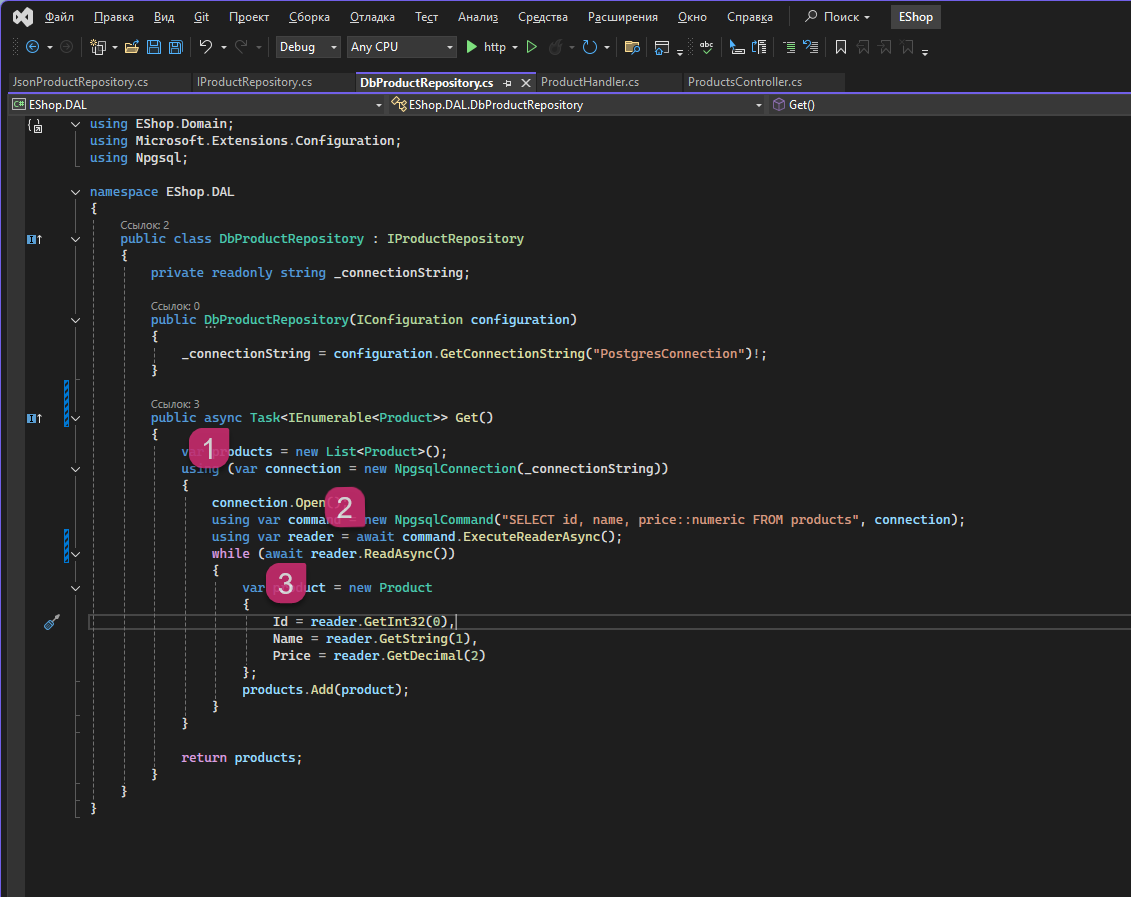 Файл Правка Вид Git Проект Сборка Отладка Тест Анализ Средства Расширения Окно Справка Поиск EShop
Debug Any CPU http abc
JsonProductRepository.cs IProductRepository.cs DbProductRepository.cs ProductHandler.cs ProductsController.cs
C# EShop.DAL EShop.DAL.DbProductRepository Get()
using EShop.Domain;
using Microsoft.Extensions.Configuration;
using Npgsql;
namespace EShop.DAL
{
Ссылок: 2
public class DbProductRepository : IProductRepository
{
private readonly string _connectionString;
Ссылок: 0
public DbProductRepository(IConfiguration configuration)
{
_connectionString = configuration.GetConnectionString("PostgresConnection")!;
}
Ссылок: 3
public async Task<IEnumerable<Product>> Get()
{
1
var products = new List<Product>();
using (var connection = new NpgsqlConnection(_connectionString))
{
connection.Open();
2
using var command = new NpgsqlCommand("SELECT id, name, price::numeric FROM products", connection);
using var reader = await command.ExecuteReaderAsync();
while (await reader.ReadAsync())
{
3
var product = new Product
{
Id = reader.GetInt32(0),
Name = reader.GetString(1),
Price = reader.GetDecimal(2)
};
products.Add(product);
}
}
return products;
}
}
}